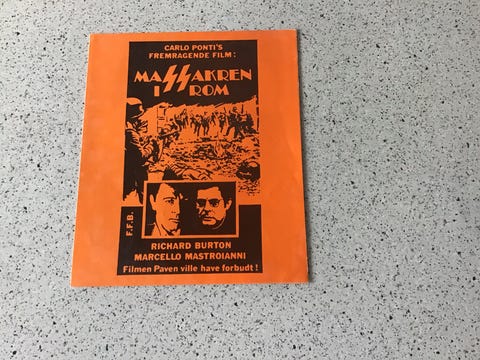 CARLO PONTI'S
FREMRAGENDE FILM:
MASSAKREN
I ROM
F.F.B.
RICHARD BURTON
MARCELLO MASTROIANNI
Filmen Paven ville have forbudt!